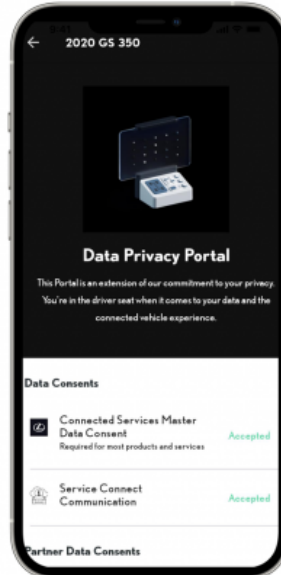 2020 GS 350
Data Privacy Portal
This Portal is an extension of our commitment to your privacy.
You're in the driver seat when it comes to your data and the
connected vehicle experience.
Data Consents
Connected Services Master
Data Consent
Required for most products and services
Accepted
Service Connect
Communication
Accepted
Partner Data Consents